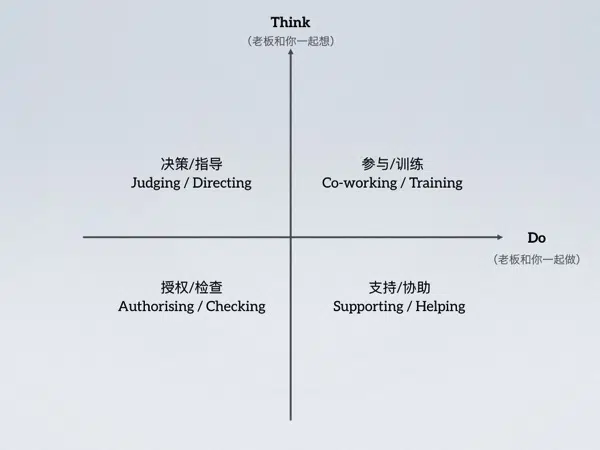 Think
（老板和你一起想）
决策/指导
Judging / Directing
参与/训练
Co-working / Training
Do
（老板和你一起做）
授权/检查
Authorising / Checking
支持/协助
Supporting / Helping